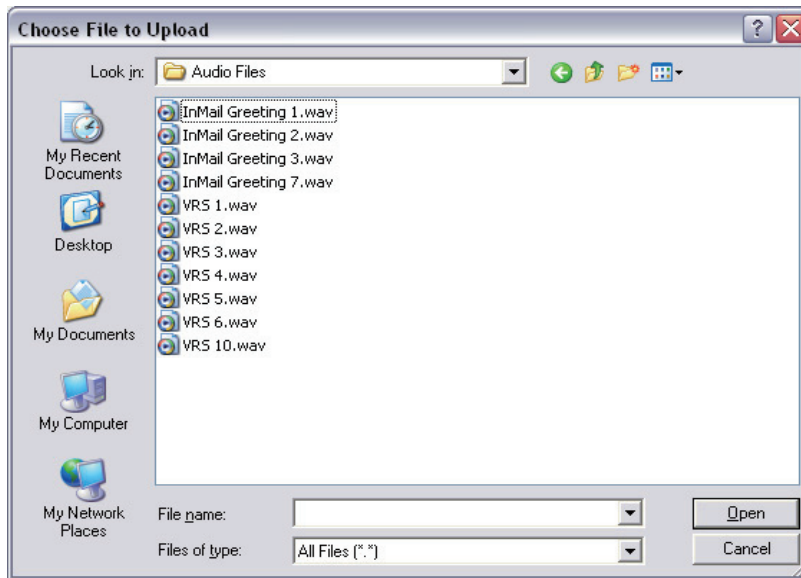 Choose File to Upload
Look in:
Audio Files
My Recent
Documents
Desktop
My Documents
My Computer
My Network
Places
InMail Greeting 1.wav
InMail Greeting 2.wav
InMail Greeting 3.wav
InMail Greeting 7.wav
VRS 1.wav
VRS 2.wav
VRS 3.wav
VRS 4.wav
VRS 5.wav
VRS 6.wav
VRS 10.wav
File name:
Open
Files of type:
All Files (*.*)
Cancel